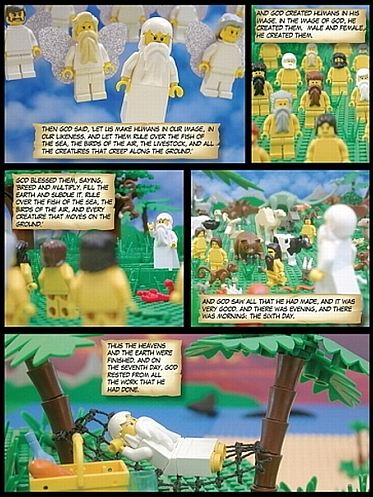 THEN GOD SAID, 'LET US MAKE HUMANS IN OUR IMAGE, IN
OUR LIKENESS. AND LET THEM RULE OVER THE FISH OF
THE SEA, THE BIRDS OF THE AIR, THE LIVESTOCK, AND ALL
THE CREATURES THAT CREEP ALONG THE GROUND.'
AND GOD CREATED HUMANS IN HIS
IMAGE. IN THE IMAGE OF GOD, HE
CREATED THEM. MALE AND FEMALE,
HE CREATED THEM.
GOD BLESSED THEM, SAYING,
'BREED AND MULTIPLY. FILL THE
EARTH AND SUBDUE IT. RULE
OVER THE FISH OF THE SEA, THE
BIRDS OF THE AIR, AND EVERY
CREATURE THAT MOVES ON THE
GROUND.'
AND GOD SAW ALL THAT HE HAD MADE, AND IT WAS
VERY GOOD. AND THERE WAS EVENING, AND THERE
WAS MORNING: THE SIXTH DAY.
THUS THE HEAVENS
AND THE EARTH WERE
FINISHED. AND ON
THE SEVENTH DAY, GOD
RESTED FROM ALL
THE WORK THAT HE
HAD DONE.